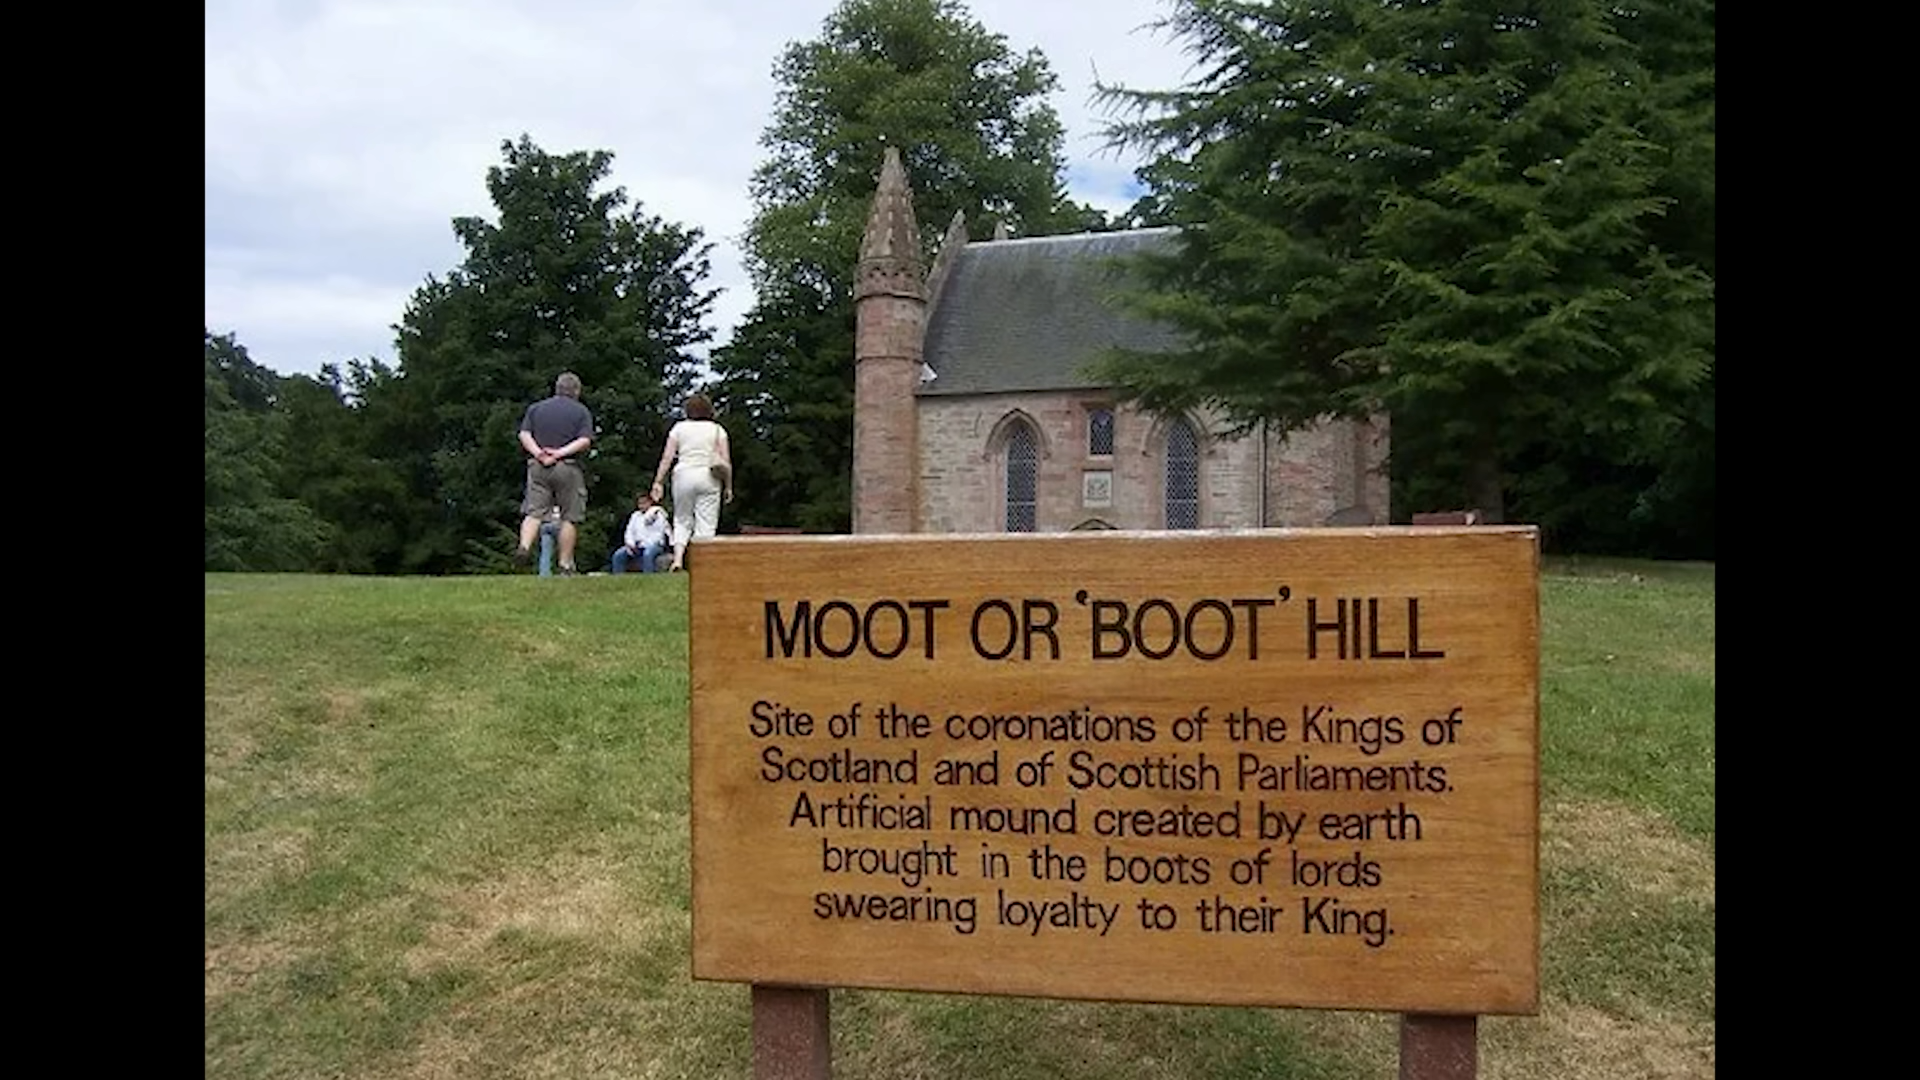 MOOT OR 'BOOT' HILL
Site of the coronations of the Kings of
Scotland and of Scottish Parliaments.
Artificial mound created by earth
brought in the boots of lords
swearing loyalty to their King.